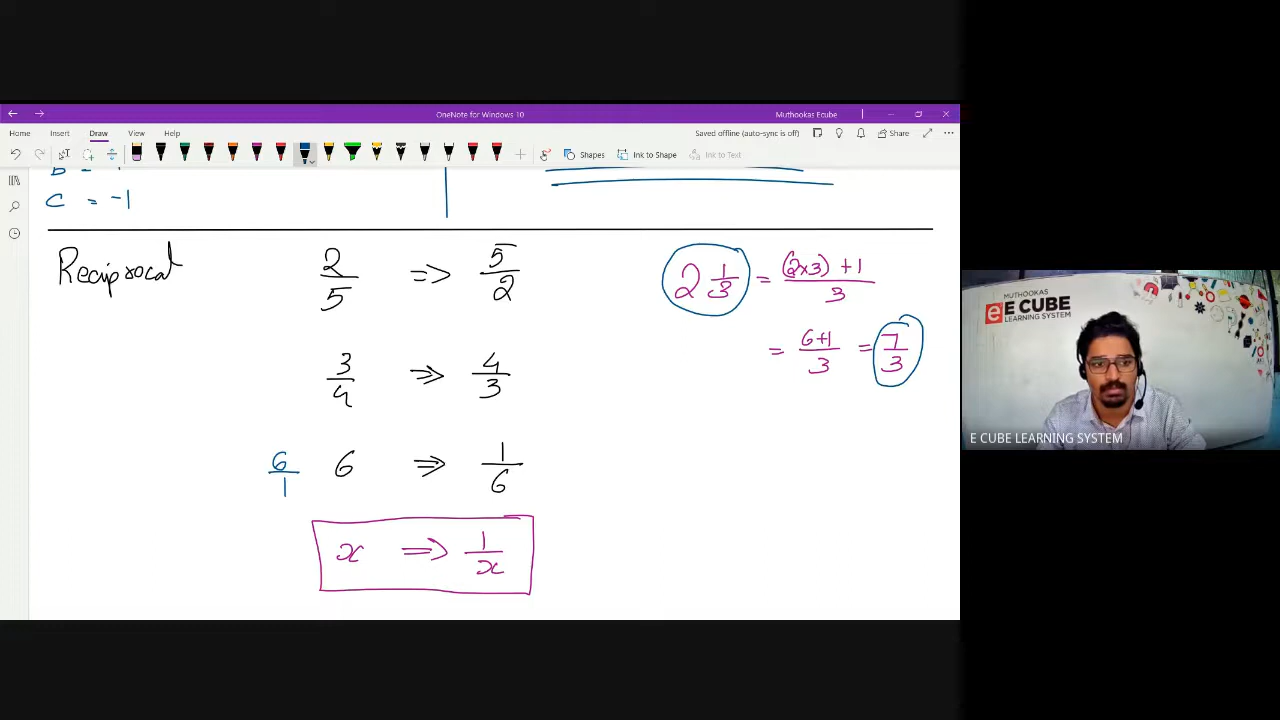 OneNote for Windows 10
Muthookas Ecube
Home Insert Draw View Help
Saved offline (auto-sync is off)
Share
Shapes
Ink to Shape
Ink to Text
c = -1
Reciprocal
2/5 => 5/2
3/4 => 4/3
6/1 6 => 1/6
x => 1/x
2 1/3 = (2x3) + 1 / 3
= 6+1/3 = 7/3
MUTHOOKAS
e E CUBE
LEARNING SYSTEM
E CUBE LEARNING SYSTEM